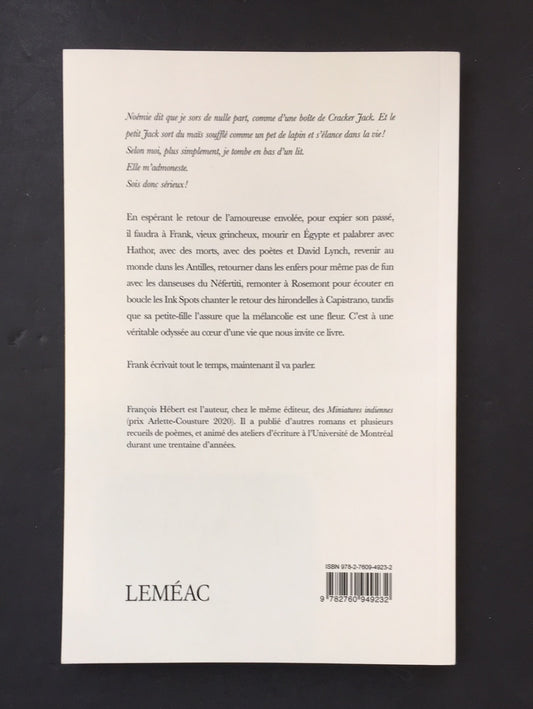 Noémie dit que je sors de nulle part, comme d'une boîte de Cracker Jack. Et le
petit Jack sort du maïs soufflé comme un pet de lapin et s'élance dans la vie!
Selon moi, plus simplement, je tombe en bas d'un lit.
Elle m'admoneste.
Sois donc sérieux!
En espérant le retour de l'amoureuse envolée, pour expier son passé,
il faudra à Frank, vieux grincheux, mourir en Égypte et palabrer avec
Hathor, avec des morts, avec des poètes et David Lynch, revenir au
monde dans les Antilles, retourner dans les enfers pour même pas de fun
avec les danseuses du Néfertiti, remonter à Rosemont pour écouter en
boucle les Ink Spots chanter le retour des hirondelles à Capistrano, tandis
que sa petite-fille l'assure que la mélancolie est une fleur. C'est à une
véritable odyssée au cœur d'une vie que nous invite ce livre.
Frank écrivait tout le temps, maintenant il va parler.
François Hébert est l'auteur, chez le même éditeur, des Miniatures indiennes
(prix Arlette-Cousture 2020). Il a publié d'autres romans et plusieurs
recueils de poèmes, et animé des ateliers d'écriture à l'Université de Montréal
durant une trentaine d'années.
ISBN 978-2-7609-4923-2
LEMÉAC
9 782760 949232